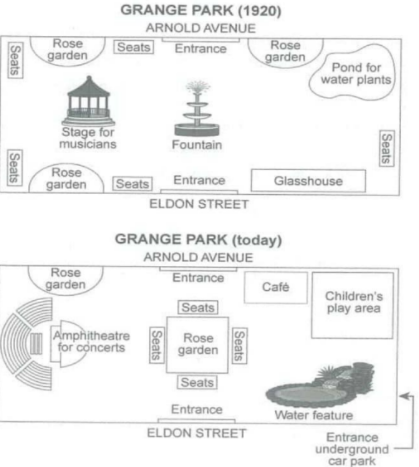 GRANGE PARK (1920)
ARNOLD AVENUE
Rose
garden
Seats
Entrance
Rose
garden
Seats
Pond for
water plants
Stage for
musicians
Fountain
Seats
Seats
Seats
Rose
garden
Seats
Entrance
Glasshouse
ELDON STREET
GRANGE PARK (today)
ARNOLD AVENUE
Rose
garden
Entrance
Café
Children's
play area
Seats
Amphitheatre
for concerts
Seats
Rose
garden
Seats
Seats
Entrance
Water feature
ELDON STREET
Entrance
underground
car park